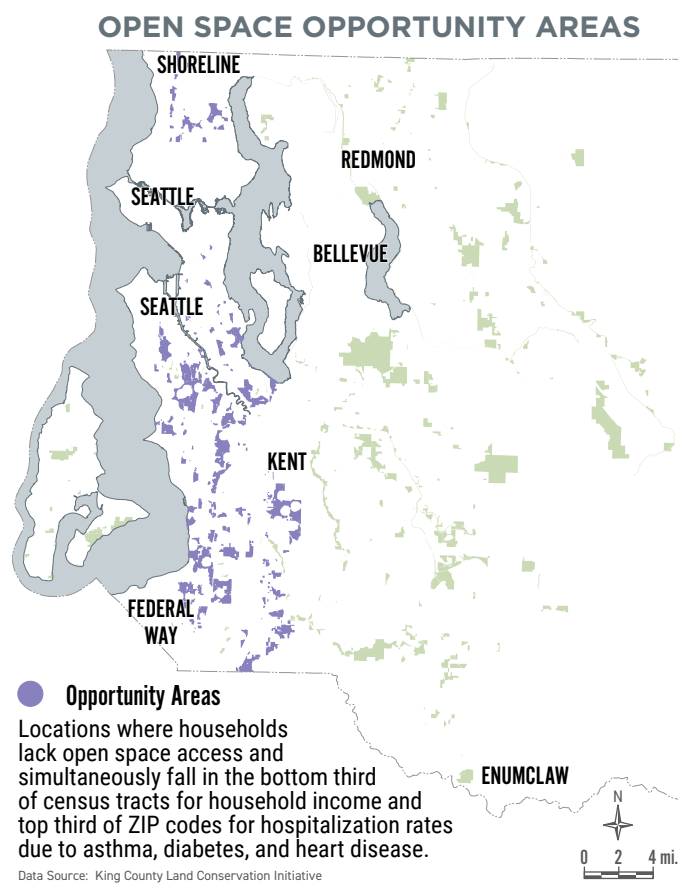 OPEN SPACE OPPORTUNITY AREAS
SHORELINE
REDMOND
SEATTLE
BELLEVUE
SEATTLE
KENT
FEDERAL
WAY
Opportunity Areas
Locations where households
lack open space access and
simultaneously fall in the bottom third
of census tracts for household income and
top third of ZIP codes for hospitalization rates
due to asthma, diabetes, and heart disease.
Data Source: King County Land Conservation Initiative
ENUMCLAW
N
0 2 4 mi.